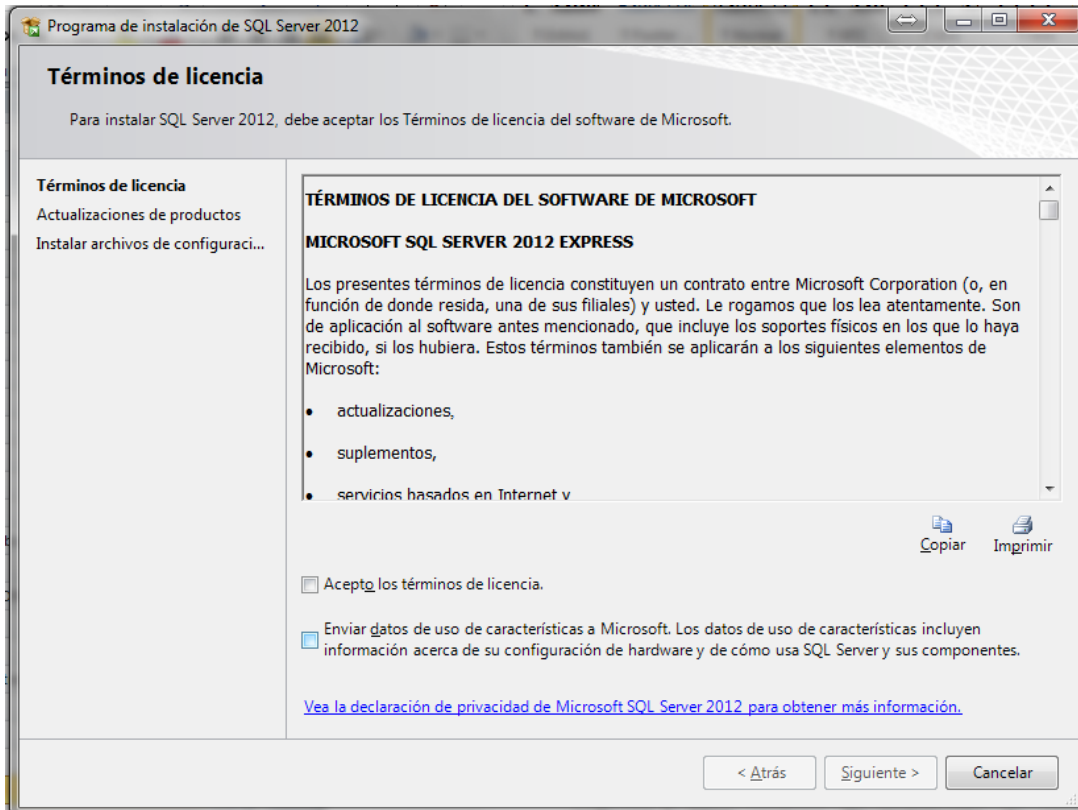 Programa de instalación de SQL Server 2012
Términos de licencia
Para instalar SQL Server 2012, debe aceptar los Términos de licencia del software de Microsoft.
Términos de licencia
Actualizaciones de productos
Instalar archivos de configuraci...
TÉRMINOS DE LICENCIA DEL SOFTWARE DE MICROSOFT
MICROSOFT SQL SERVER 2012 EXPRESS
Los presentes términos de licencia constituyen un contrato entre Microsoft Corporation (o, en
función de donde resida, una de sus filiales) y usted. Le rogamos que los lea atentamente. Son
de aplicación al software antes mencionado, que incluye los soportes físicos en los que lo haya
recibido, si los hubiera. Estos términos también se aplicarán a los siguientes elementos de
Microsoft:
• actualizaciones,
• suplementos,
• servicios basados en Internet y
Copiar
Imprimir
Acepto los términos de licencia.
Enviar datos de uso de características a Microsoft. Los datos de uso de características incluyen
información acerca de su configuración de hardware y de cómo usa SQL Server y sus componentes.
Vea la declaración de privacidad de Microsoft SQL Server 2012 para obtener más información.
< Atrás
Siguiente >
Cancelar